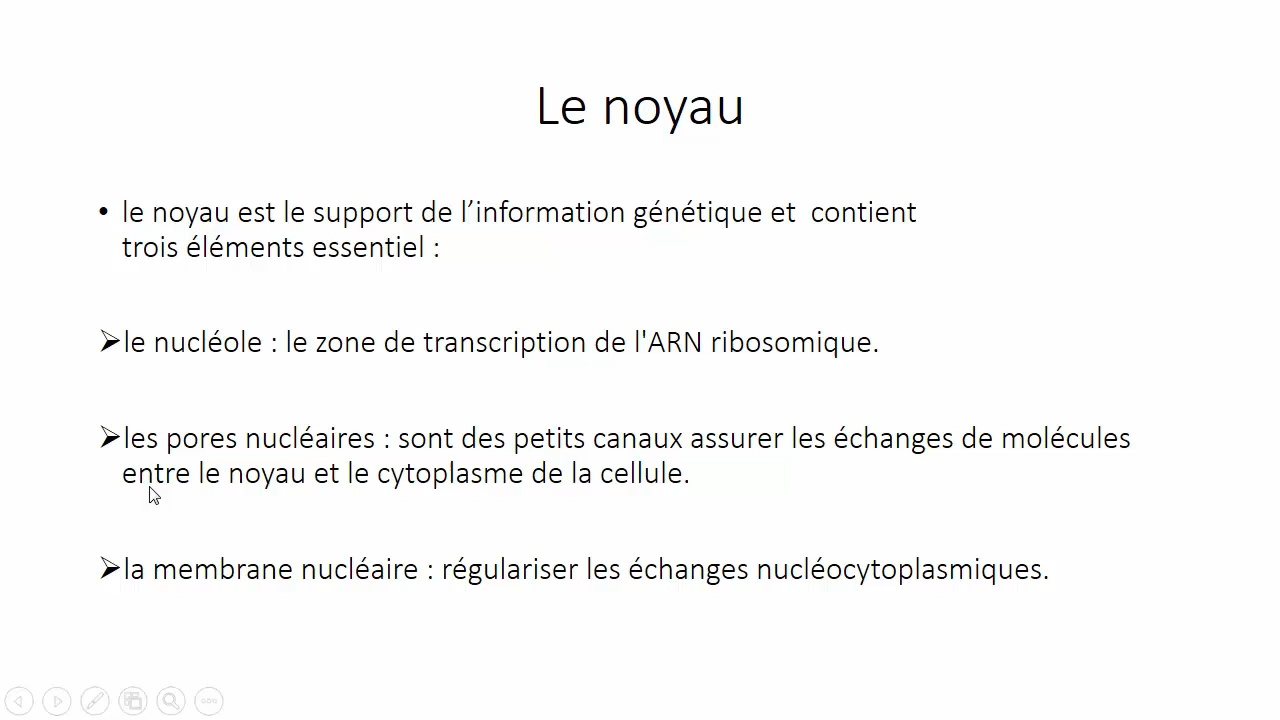 Le noyau
• le noyau est le support de l’information génétique et  contient
trois éléments essentiel :
➢le nucléole : le zone de transcription de l'ARN ribosomique.
➢les pores nucléaires : sont des petits canaux assurer les échanges de molécules
entre le noyau et le cytoplasme de la cellule.
➢la membrane nucléaire : régulariser les échanges nucléocytoplasmiques.